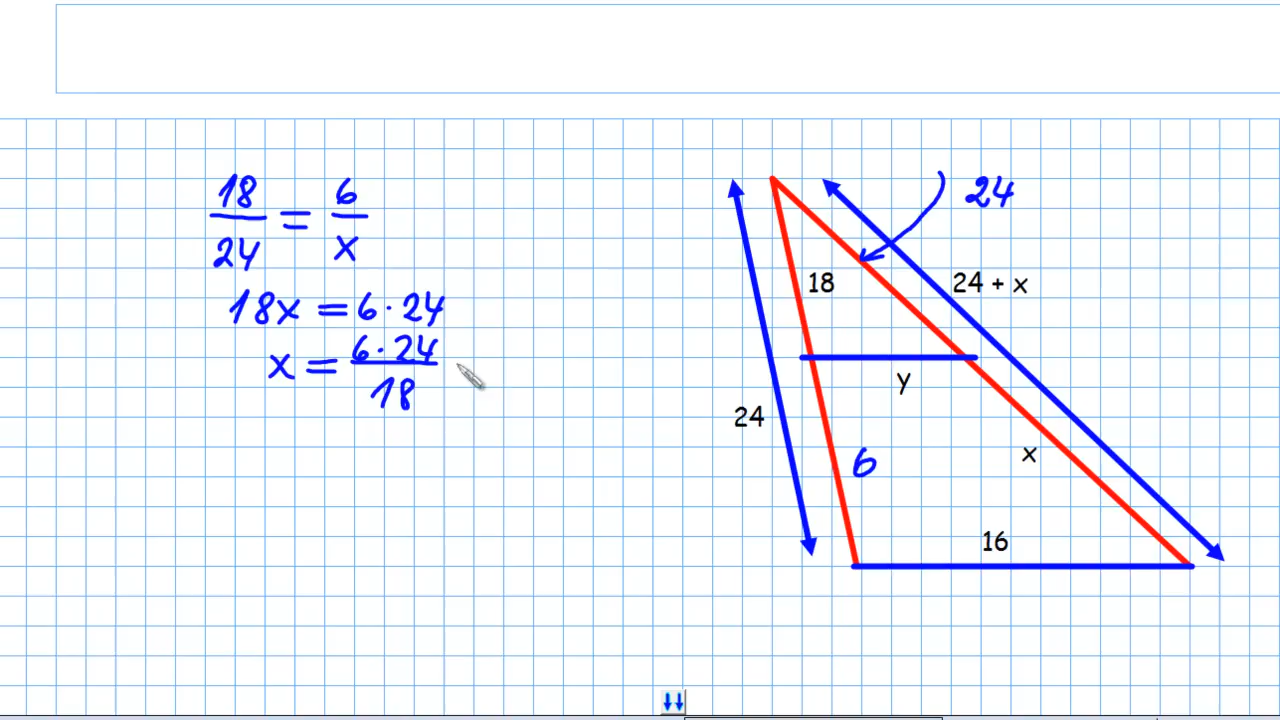 18/24 = 6/x
18x = 6 · 24
x = 6 · 24/18
24
18
24 + x
y
24
6
x
16